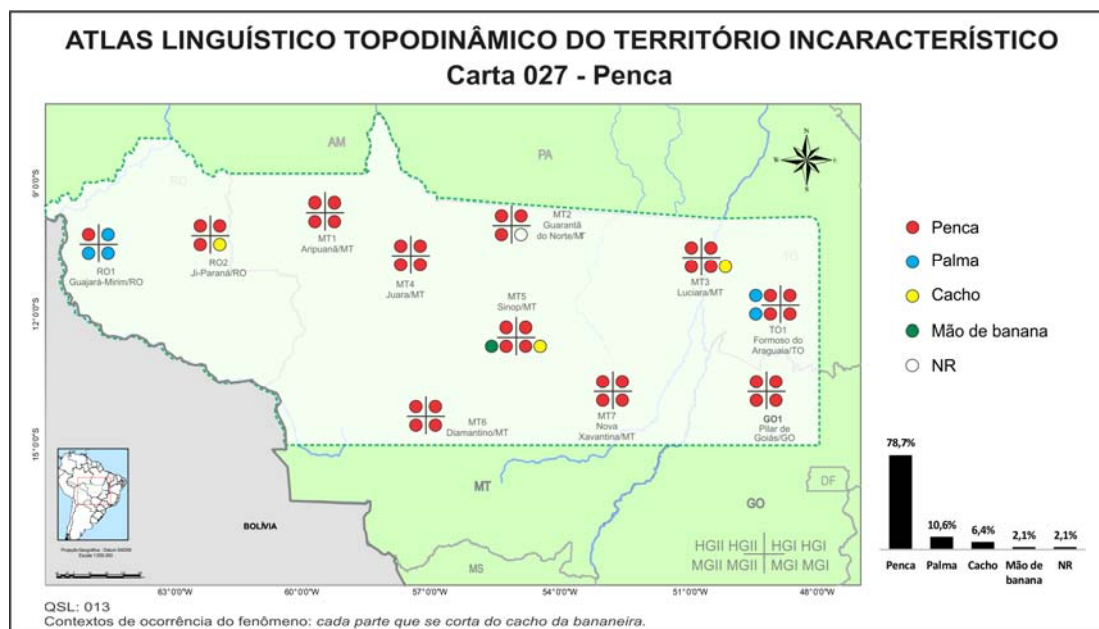 ATLAS LINGUÍSTICO TOPODINÂMICO DO TERRITÓRIO INCARACTERÍSTICO
Carta 027 - Penca
AM
PA
RO
TO
9°0'0"S
12°0'0"S
15°0'0"S
RO1
Guajará-Mirim/RO
RO2
Ji-Paraná/RO
MT1
Aripuanã/MT
MT4
Juara/MT
MT2
Guarantã
do Norte/MT
MT5
Sinop/MT
MT3
Luciara/MT
TO1
Formoso do
Araguaia/TO
MT6
Diamantino/MT
MT7
Nova
Xavantina/MT
GO1
Pilar de
Goiás/GO
Penca
Palma
Cacho
Mão de banana
NR
MT
GO
DF
MS
BOLÍVIA
HGII HGII HGI HGI
MGII MGII MGI MGI
63°0'0"W
60°0'0"W
57°0'0"W
54°0'0"W
51°0'0"W
48°0'0"W
78,7%
10,6%
6,4%
2,1%
2,1%
Penca
Palma
Cacho
Mão de
banana
NR
QSL: 013
Contextos de ocorrência do fenômeno: cada parte que se corta do cacho da bananeira.